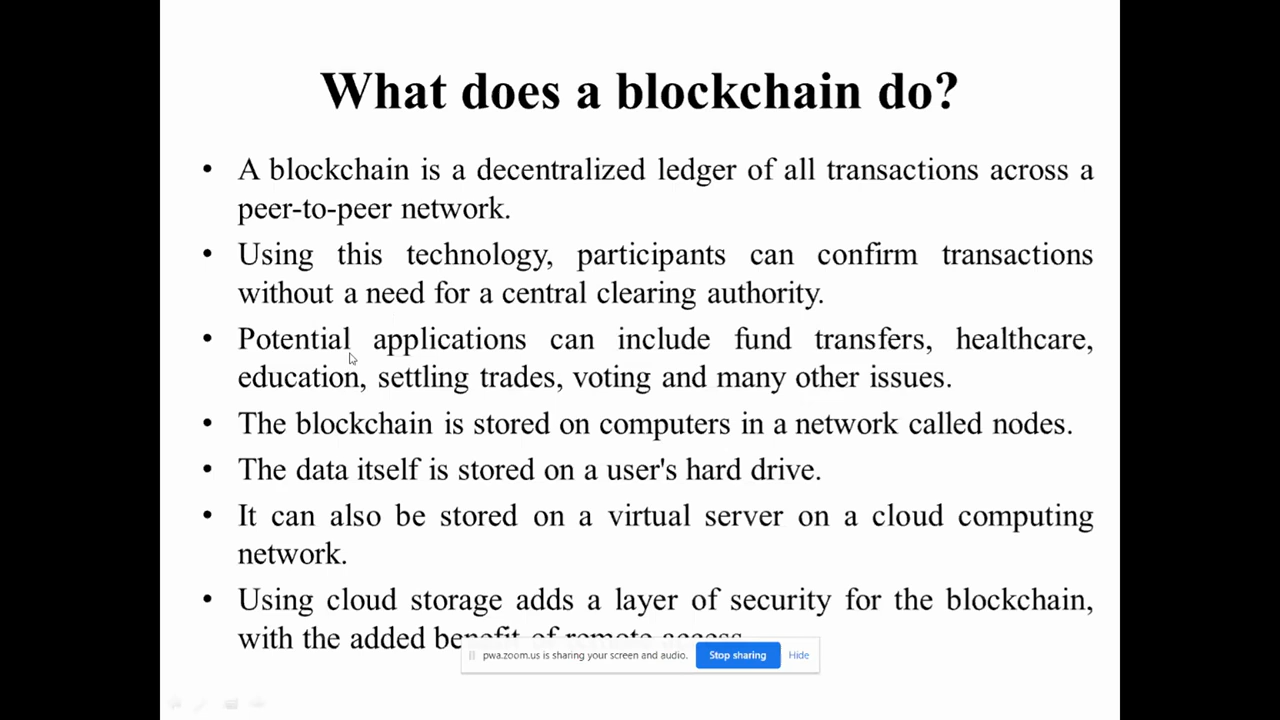 What does a blockchain do?
• A blockchain is a decentralized ledger of all transactions across a
peer-to-peer network.
• Using this technology, participants can confirm transactions
without a need for a central clearing authority.
• Potential applications can include fund transfers, healthcare,
education, settling trades, voting and many other issues.
• The blockchain is stored on computers in a network called nodes.
• The data itself is stored on a user's hard drive.
• It can also be stored on a virtual server on a cloud computing
network.
• Using cloud storage adds a layer of security for the blockchain,
with the added benefit of remote access.
pwa.zoom.us is sharing your screen and audio. Stop sharing Hide